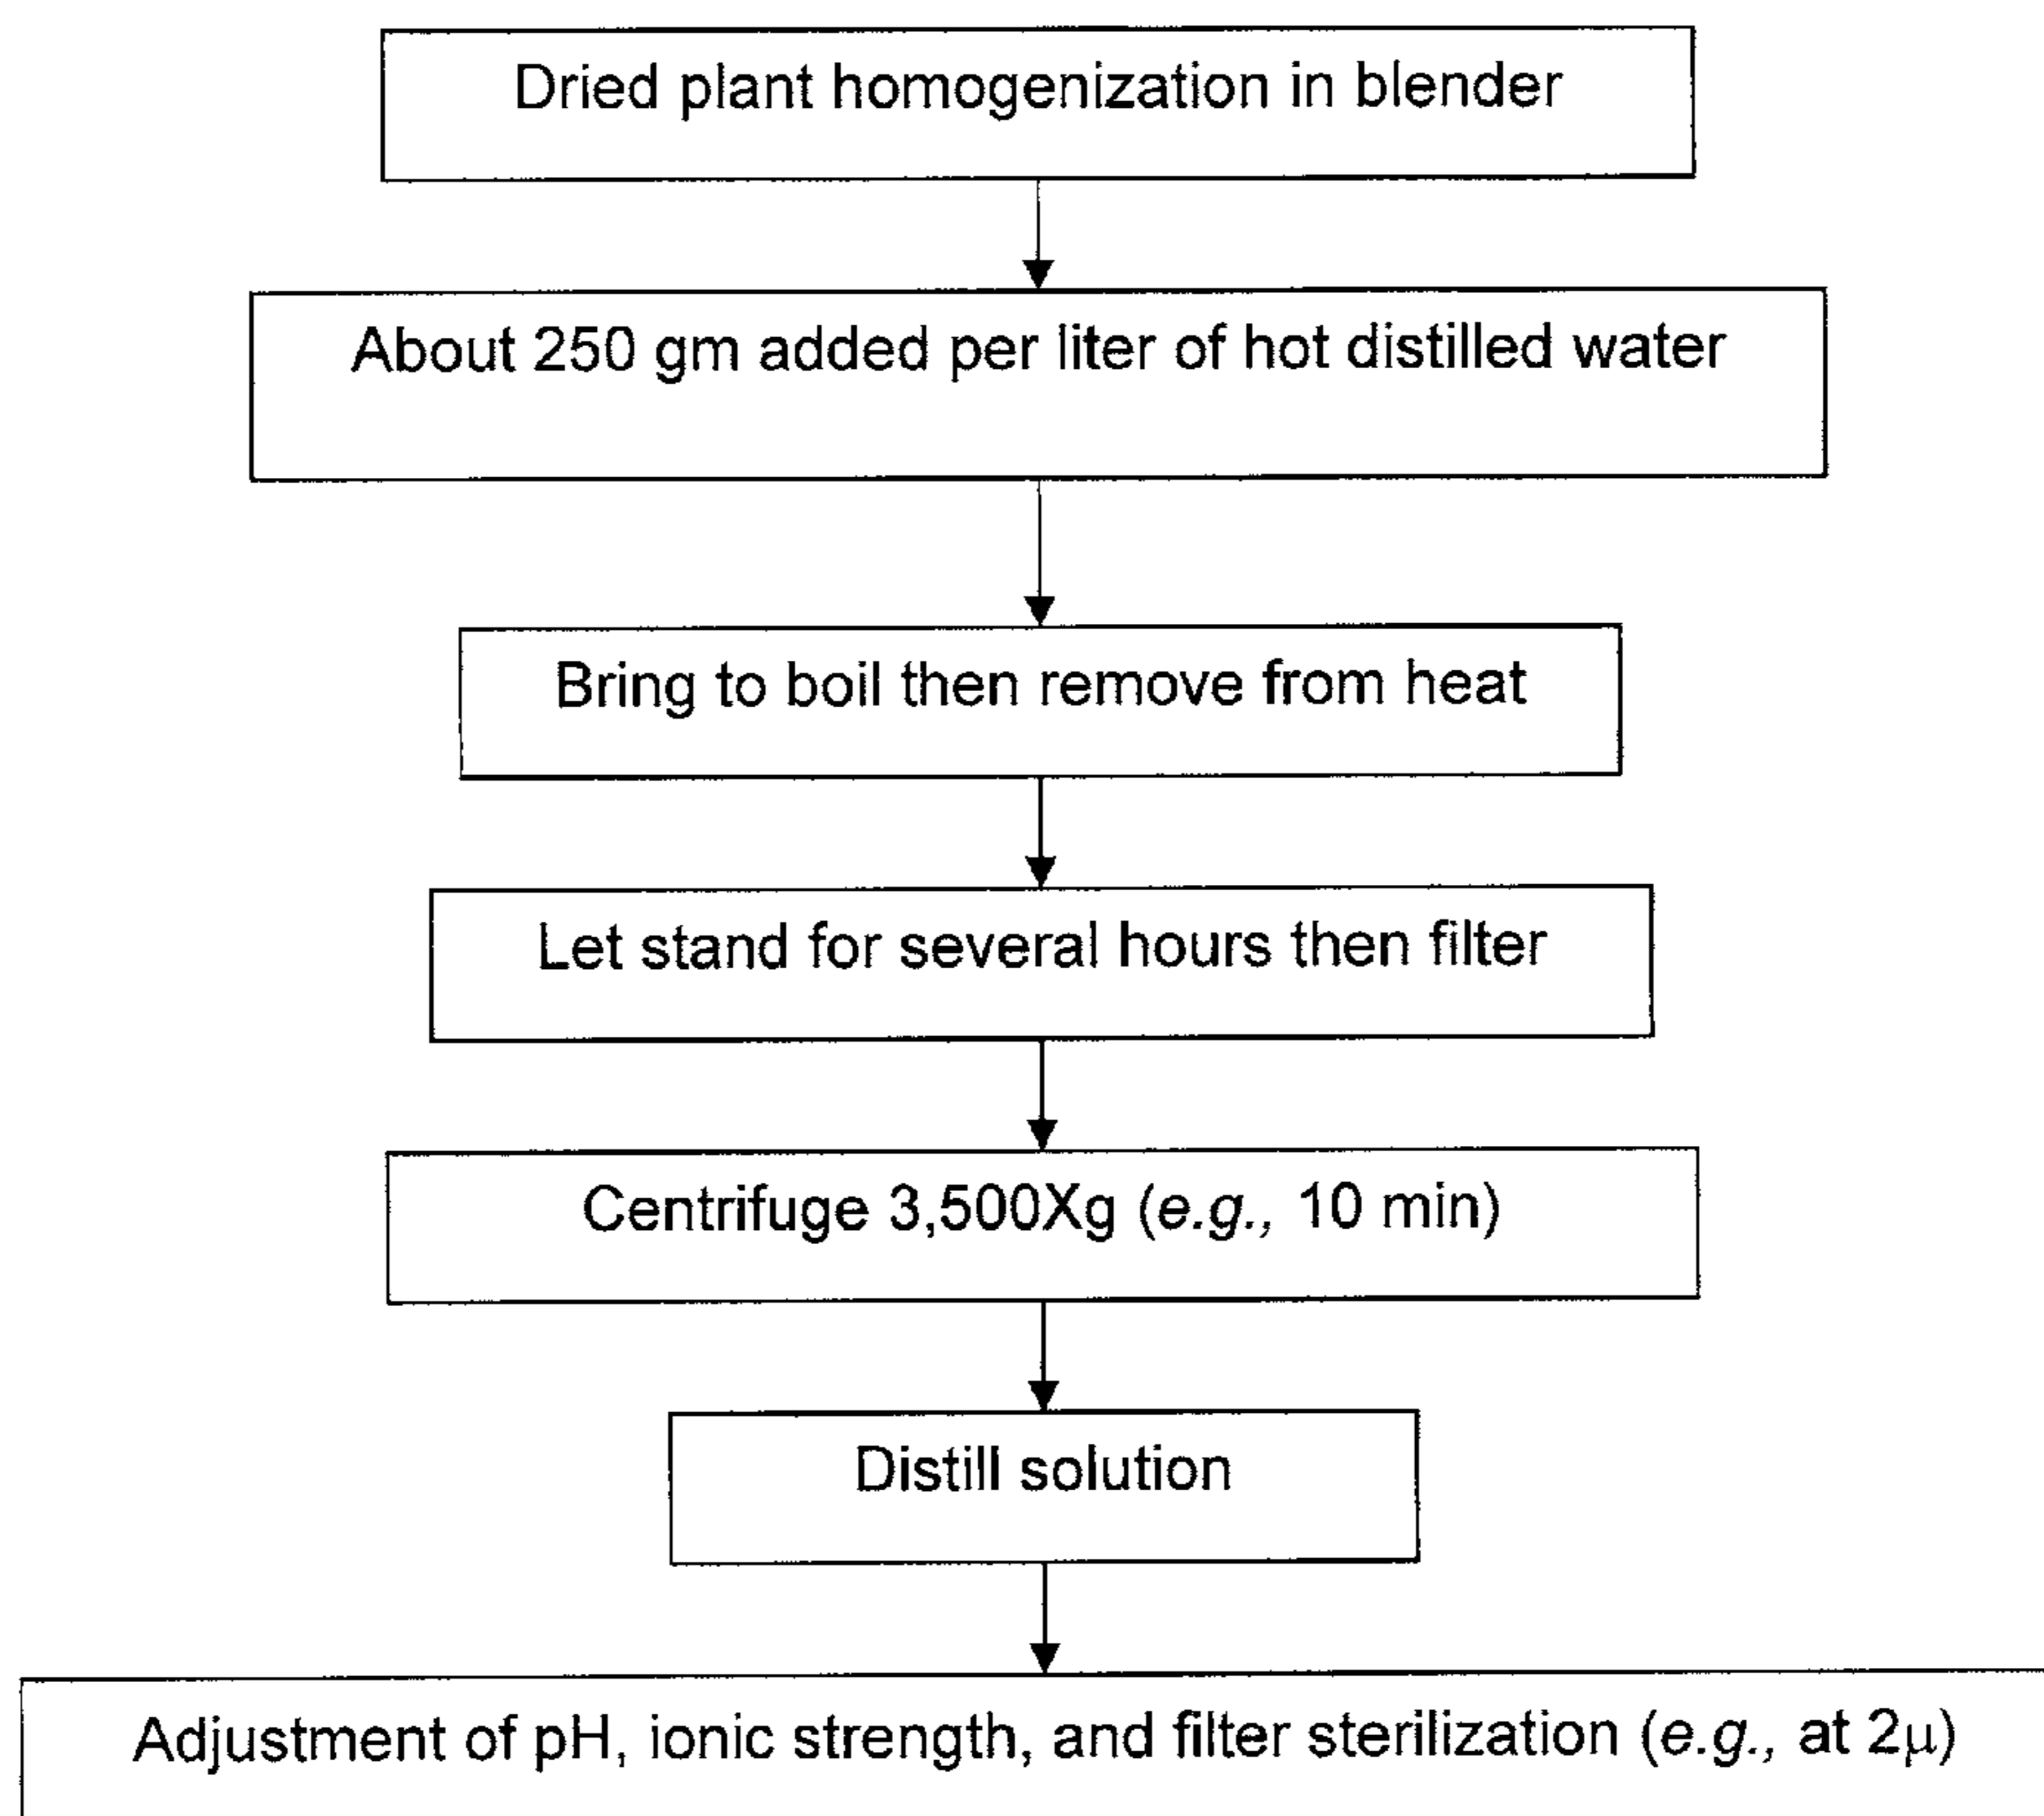 Dried plant homogenization in blender
About 250 gm added per liter of hot distilled water
Bring to boil then remove from heat
Let stand for several hours then filter
Centrifuge 3,500Xg (e.g., 10 min)
Distill solution
Adjustment of pH, ionic strength, and filter sterilization (e.g., at 2μ)